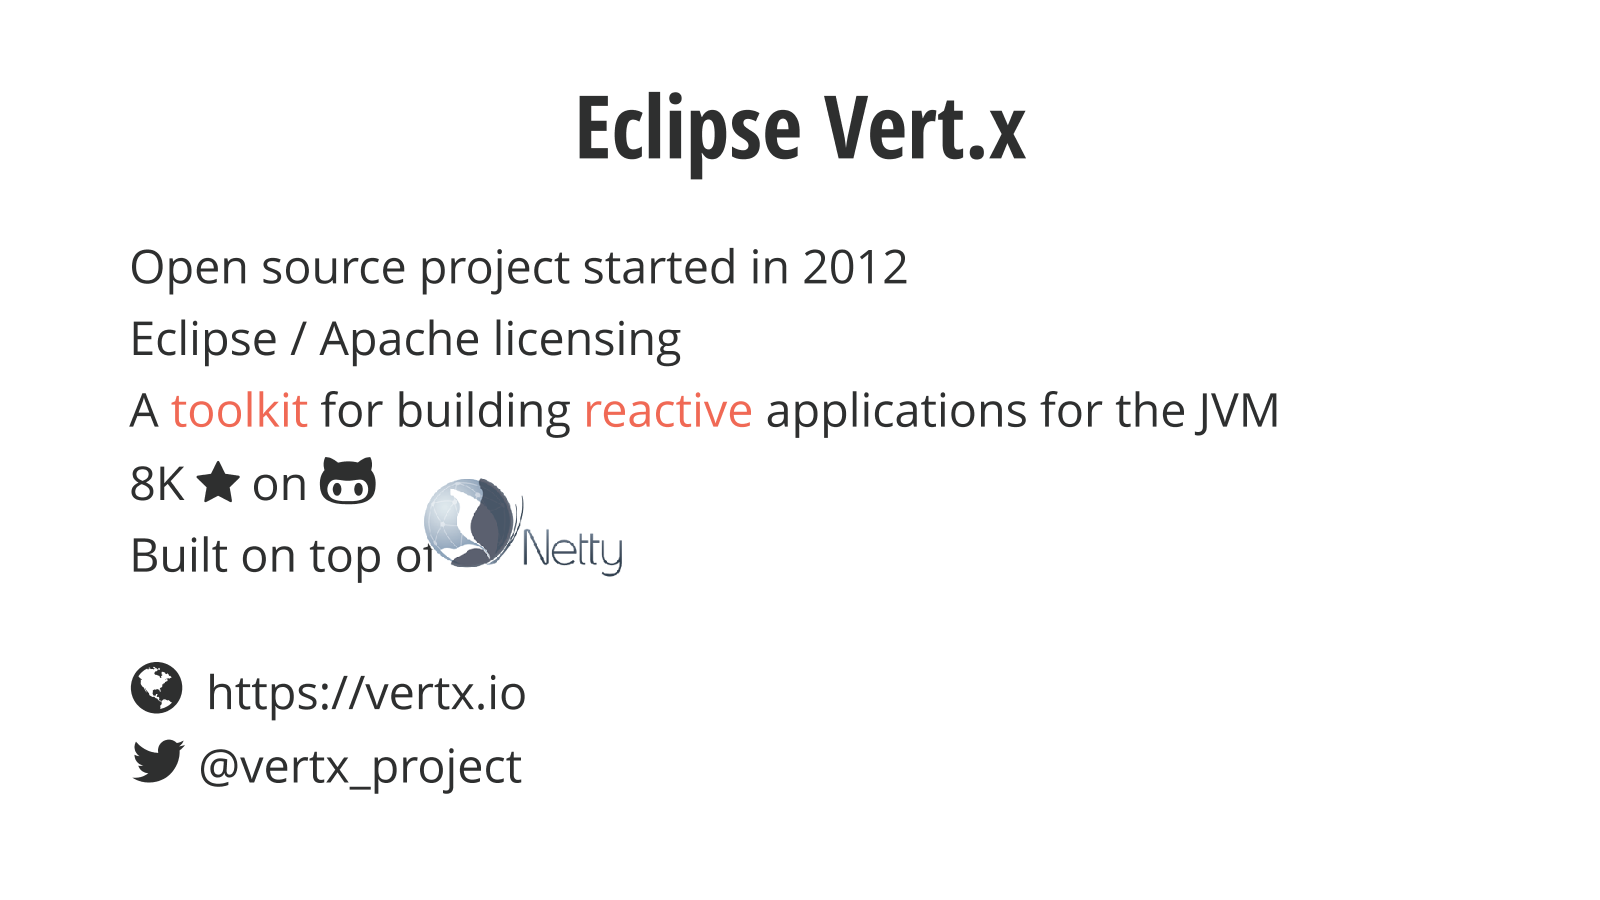 Eclipse Vert.x
Open source project started in 2012
Eclipse / Apache licensing
A toolkit for building reactive applications for the JVM
8K on
Built on top of Netty
https://vertx.io
@vertx_project